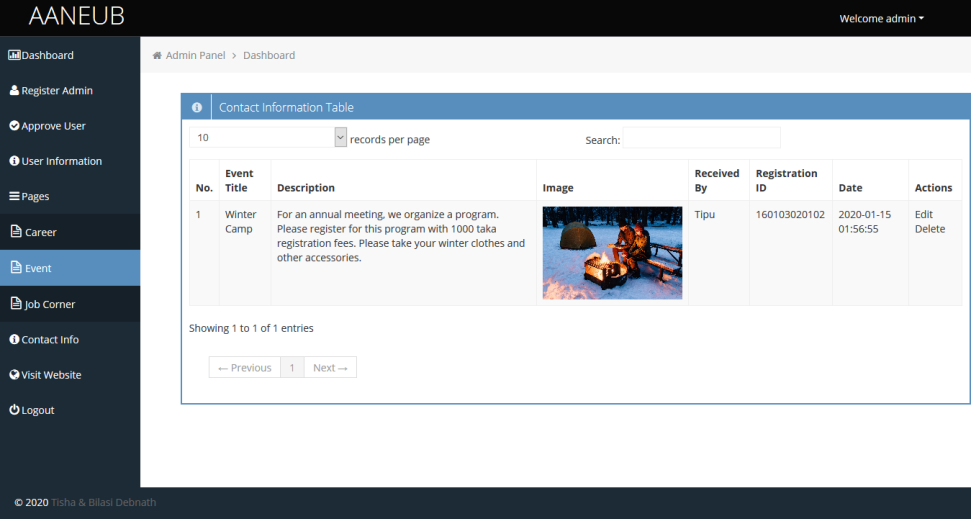 AANEUB
Welcome admin
Dashboard
Admin Panel > Dashboard
Register Admin
Approve User
User Information
Pages
Career
Event
Job Corner
Contact Info
Visit Website
Logout
Contact Information Table
10 records per page
Search:
No. Event Title Description Image Received By Registration ID Date Actions
1 Winter Camp
For an annual meeting, we organize a program.
Please register for this program with 1000 taka
registration fees. Please take your winter clothes and
other accessories.
Tipu 160103020102 2020-01-15 01:56:55 Edit Delete
Showing 1 to 1 of 1 entries
← Previous 1 Next →
© 2020 Tisha & Bilasi Debnath